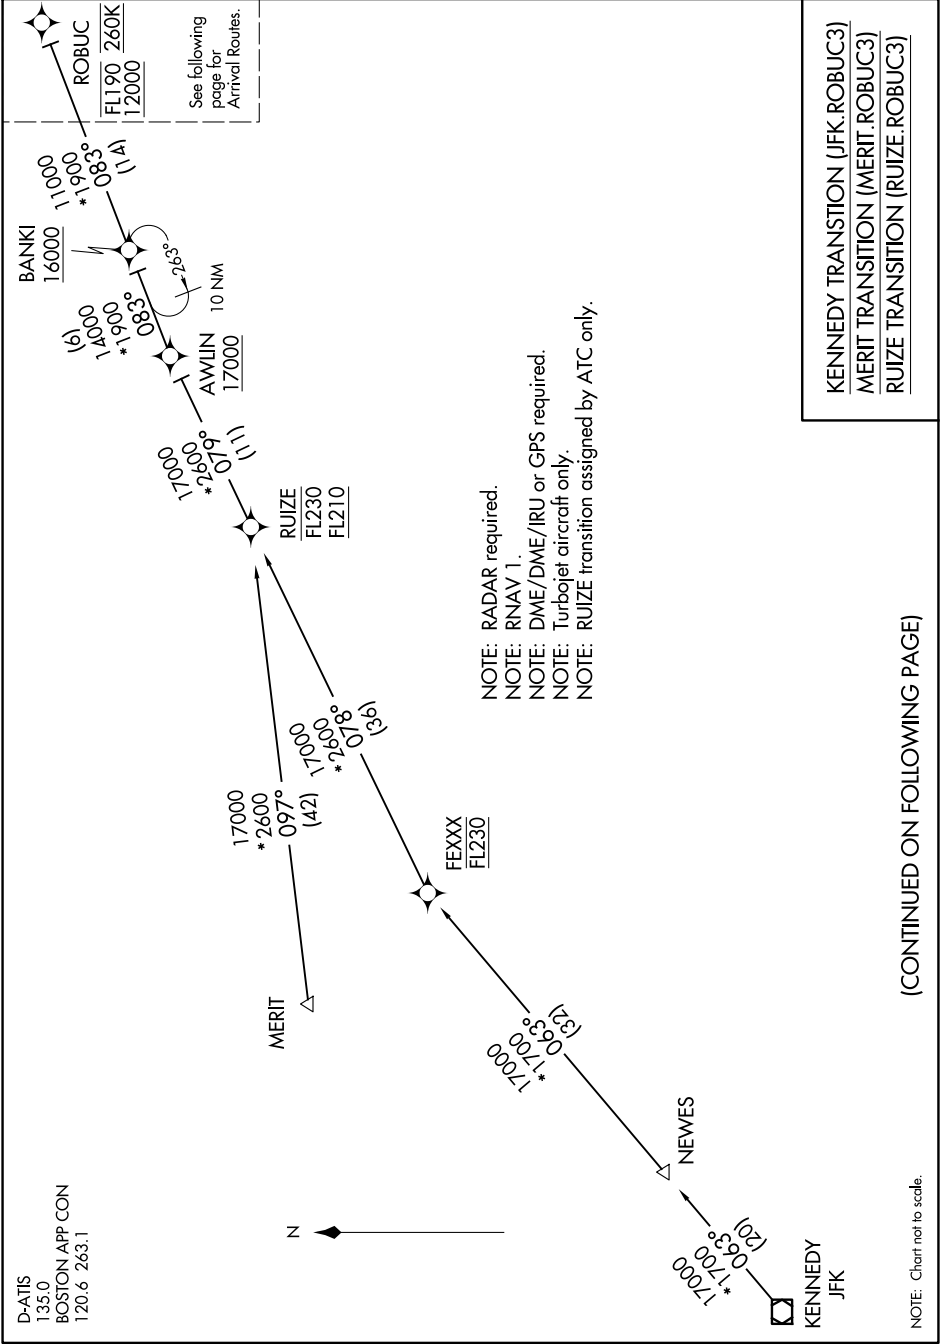 D-ATIS
135.0
BOSTON APP CON
120.6 263.1
ROBUC
FL190 260K
12000
See following
page for
Arrival Routes.
11000
*1900
083°
(14)
BANKI
16000
263°
10 NM
(6)
14000
*1900
083°
AWLIN
17000
17000
*2600
079°
(11)
RUIZE
FL230
FL210
17000
*2600
097°
(42)
MERIT
17000
*2600
078°
(36)
FEXXX
FL230
17000
*1700
063°
(32)
NEWES
17000
*1700
063°
(20)
KENNEDY
JFK
N
NOTE: RADAR required.
NOTE: RNAV 1.
NOTE: DME/DME/IRU or GPS required.
NOTE: Turbojet aircraft only.
NOTE: RUIZE transition assigned by ATC only.
KENNEDY TRANSTION (JFK.ROBUC3)
MERIT TRANSITION (MERIT.ROBUC3)
RUIZE TRANSITION (RUIZE.ROBUC3)
(CONTINUED ON FOLLOWING PAGE)
NOTE: Chart not to scale.